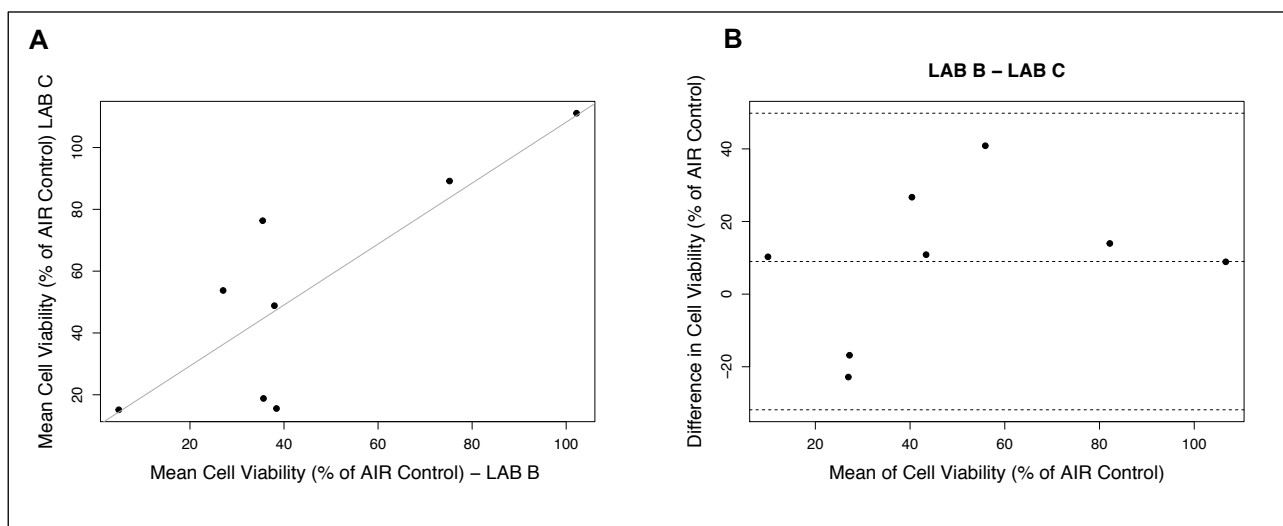 A
Mean Cell Viability (% of AIR Control) LAB C
100
80
60
40
20
20 40 60 80 100
Mean Cell Viability (% of AIR Control) – LAB B
B
LAB B – LAB C
Difference in Cell Viability (% of AIR Control)
40
20
0
−20
20 40 60 80 100
Mean of Cell Viability (% of AIR Control)